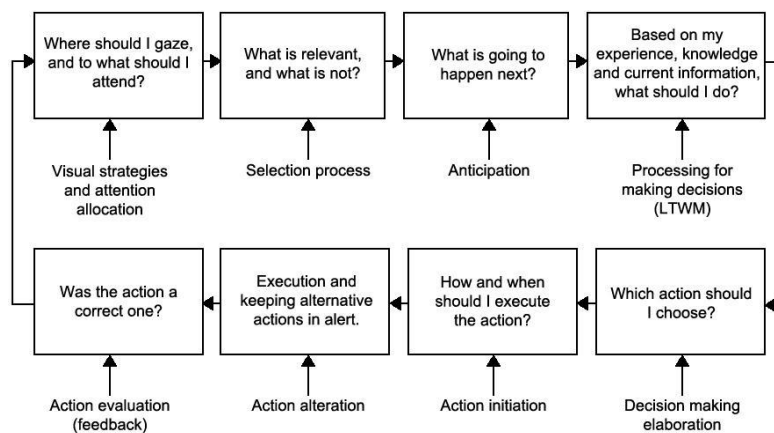 Where should I gaze,
and to what should I
attend?
What is relevant,
and what is not?
What is going to
happen next?
Based on my
experience, knowledge
and current information,
what should I do?
Visual strategies
and attention
allocation
Selection process
Anticipation
Processing for
making decisions
(LTWM)
Was the action a
correct one?
Execution and
keeping alternative
actions in alert.
How and when
should I execute
the action?
Which action should
I choose?
Action evaluation
(feedback)
Action alteration
Action initiation
Decision making
elaboration